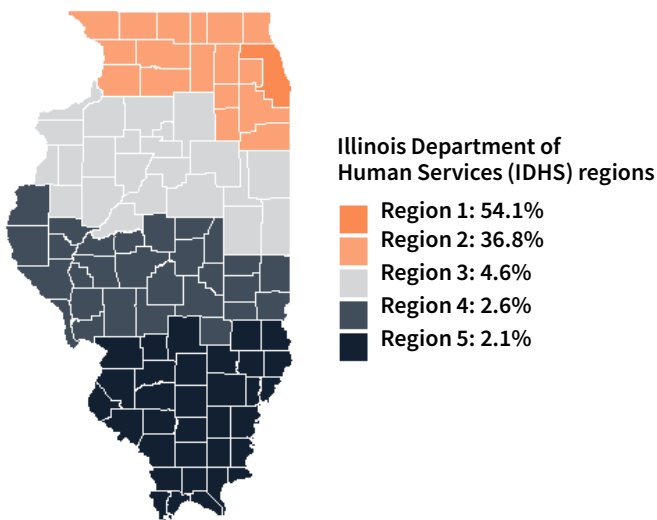 Illinois Department of
Human Services (IDHS) regions
Region 1: 54.1%
Region 2: 36.8%
Region 3: 4.6%
Region 4: 2.6%
Region 5: 2.1%